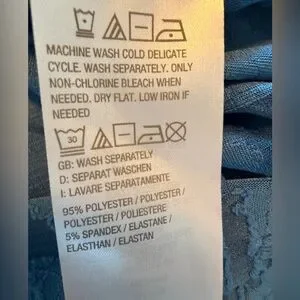 MACHINE WASH COLD DELICATE
CYCLE. WASH SEPARATELY. ONLY
NON-CHLORINE BLEACH WHEN
NEEDED. DRY FLAT. LOW IRON IF
NEEDED
30
GB: WASH SEPARATELY
D: SEPARAT WASCHEN
I: LAVARE SEPARATAMENTE
95% POLYESTER / POLYESTER /
POLYESTER / POLIESTERE
5% SPANDEX / ELASTANE /
ELASTHAN / ELASTAN